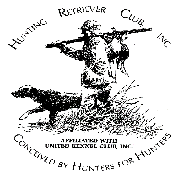 Hunting Retriever Club, Inc
Affiliated with
United Kennel Club, Inc
Conceived by Hunters for Hunters